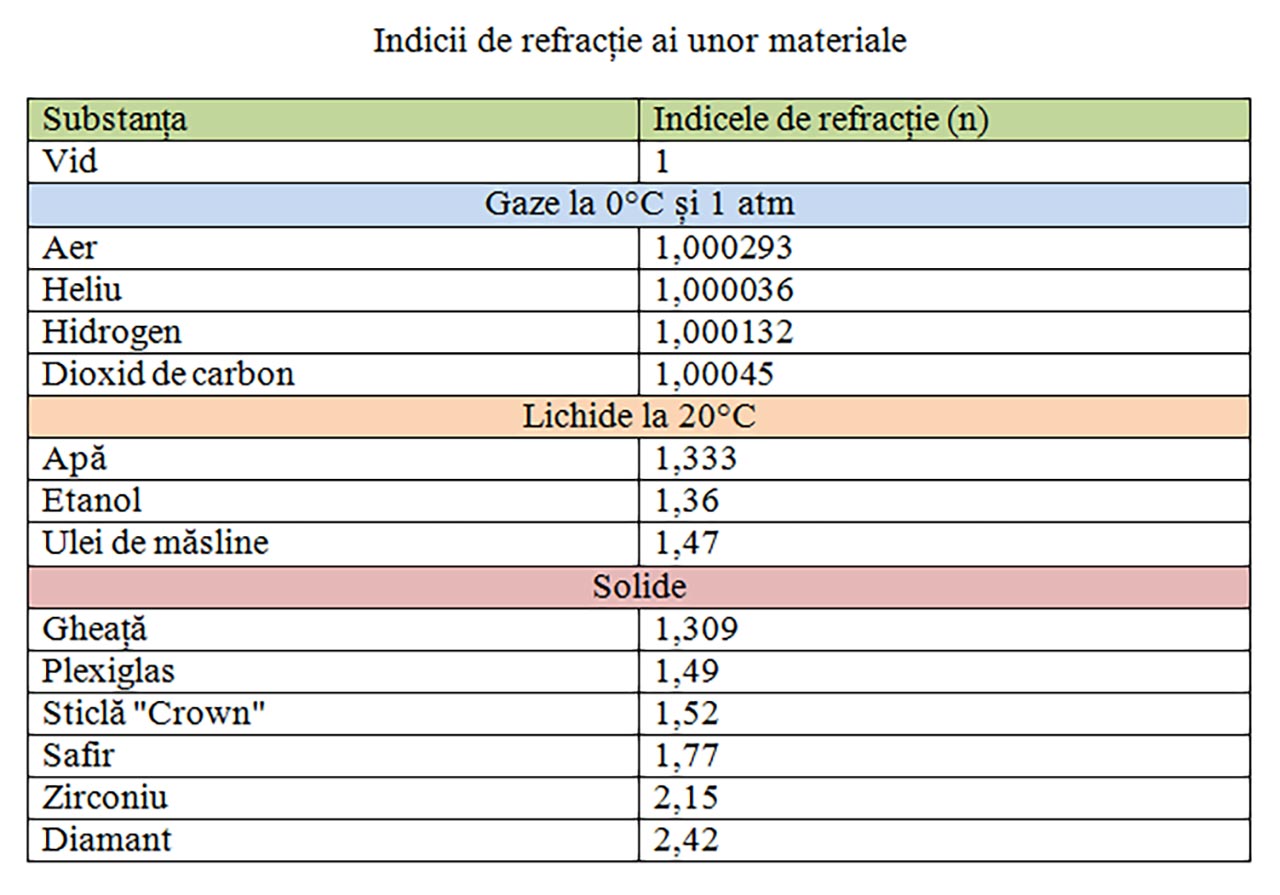 Indicii de refracție ai unor materiale
Substanța Indicele de refracție (n)
Vid 1
Gaze la 0°C și 1 atm
Aer 1,000293
Heliu 1,000036
Hidrogen 1,000132
Dioxid de carbon 1,00045
Lichide la 20°C
Apă 1,333
Etanol 1,36
Ulei de măsline 1,47
Solide
Gheață 1,309
Plexiglas 1,49
Sticlă "Crown" 1,52
Safir 1,77
Zirconiu 2,15
Diamant 2,42